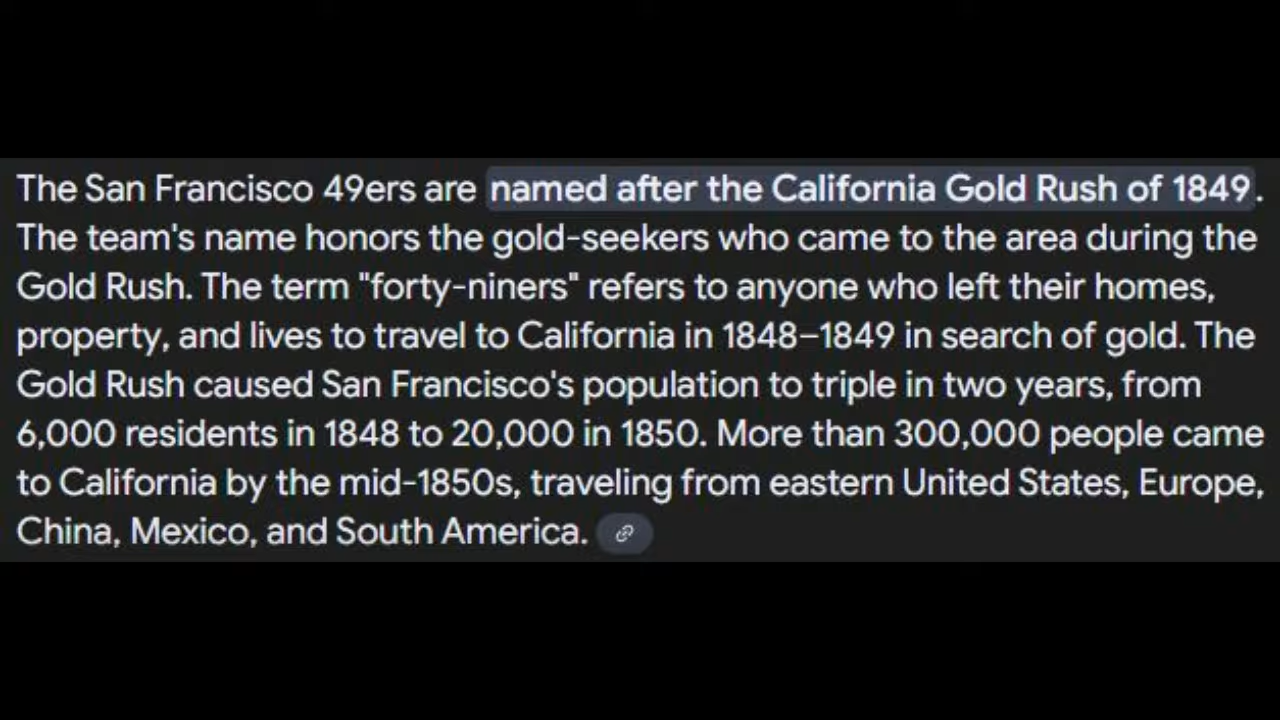 The San Francisco 49ers are named after the California Gold Rush of 1849.
The team's name honors the gold-seekers who came to the area during the
Gold Rush. The term "forty-niners" refers to anyone who left their homes,
property, and lives to travel to California in 1848–1849 in search of gold. The
Gold Rush caused San Francisco's population to triple in two years, from
6,000 residents in 1848 to 20,000 in 1850. More than 300,000 people came
to California by the mid-1850s, traveling from eastern United States, Europe,
China, Mexico, and South America.